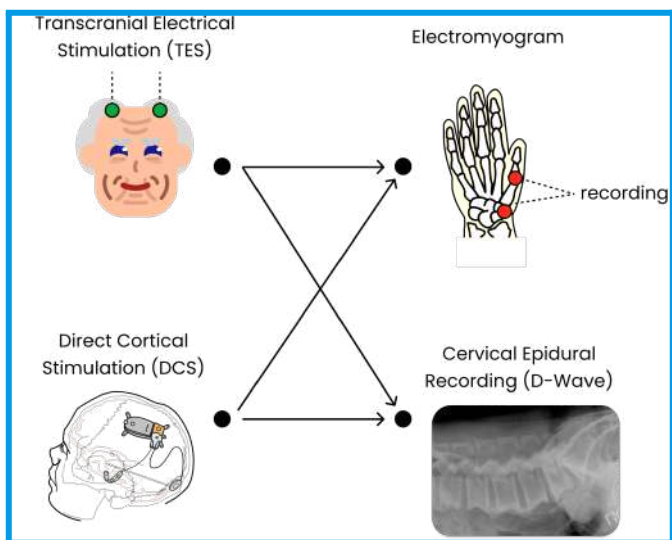 Transcranial Electrical
Stimulation (TES)
Electromyogram
recording
Direct Cortical
Stimulation (DCS)
Cervical Epidural
Recording (D-Wave)